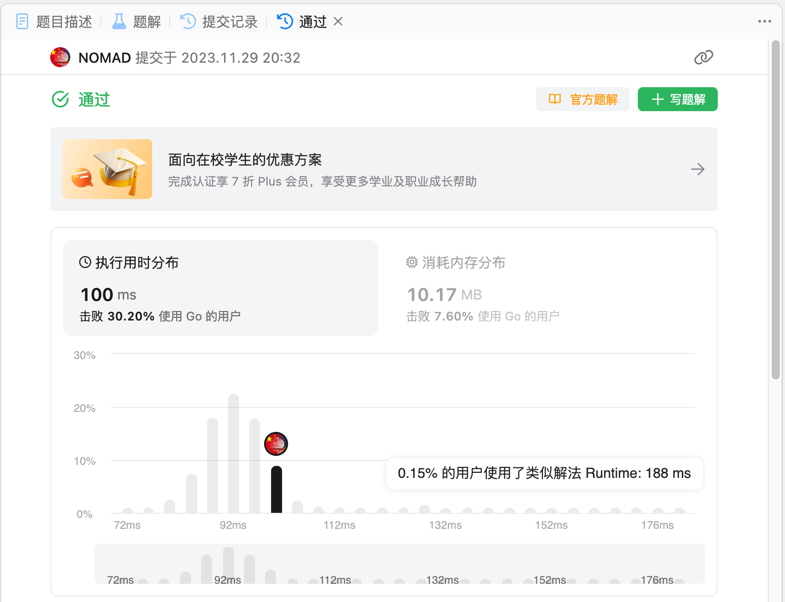 题目描述 题解 提交记录 通过
NOMAD 提交于 2023.11.29 20:32
通过 官方题解 写题解
面向在校学生的优惠方案
完成认证享 7 折 Plus 会员，享受更多学业及职业成长帮助
执行用时分布 消耗内存分布
100 ms 10.17 MB
击败 30.20% 使用 Go 的用户 击败 7.60% 使用 Go 的用户
30%
20%
10%
0.15% 的用户使用了类似解法 Runtime: 188 ms
0%
72ms 92ms 112ms 132ms 152ms 176ms
72ms 92ms 112ms 132ms 152ms 176ms